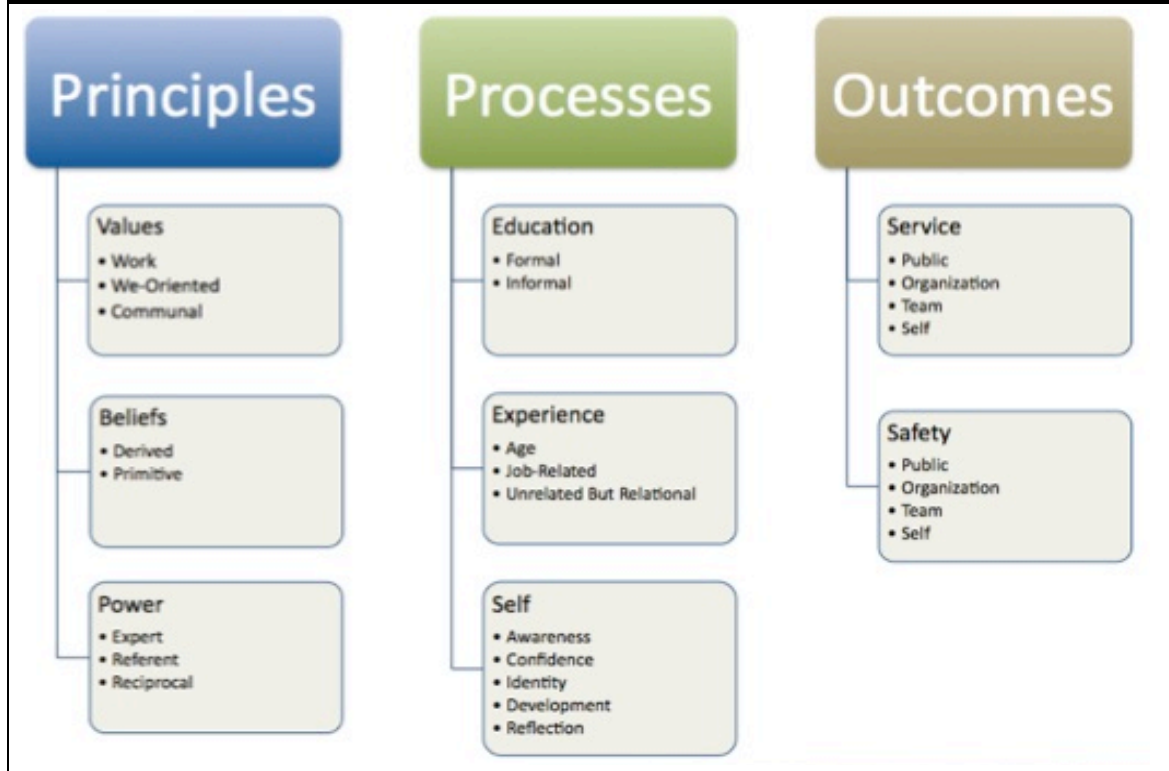 Principles
Values
• Work
• We-Oriented
• Communal
Beliefs
• Derived
• Primitive
Power
• Expert
• Referent
• Reciprocal
Processes
Education
• Formal
• Informal
Experience
• Age
• Job-Related
• Unrelated But Relational
Self
• Awareness
• Confidence
• Identity
• Development
• Reflection
Outcomes
Service
• Public
• Organization
• Team
• Self
Safety
• Public
• Organization
• Team
• Self